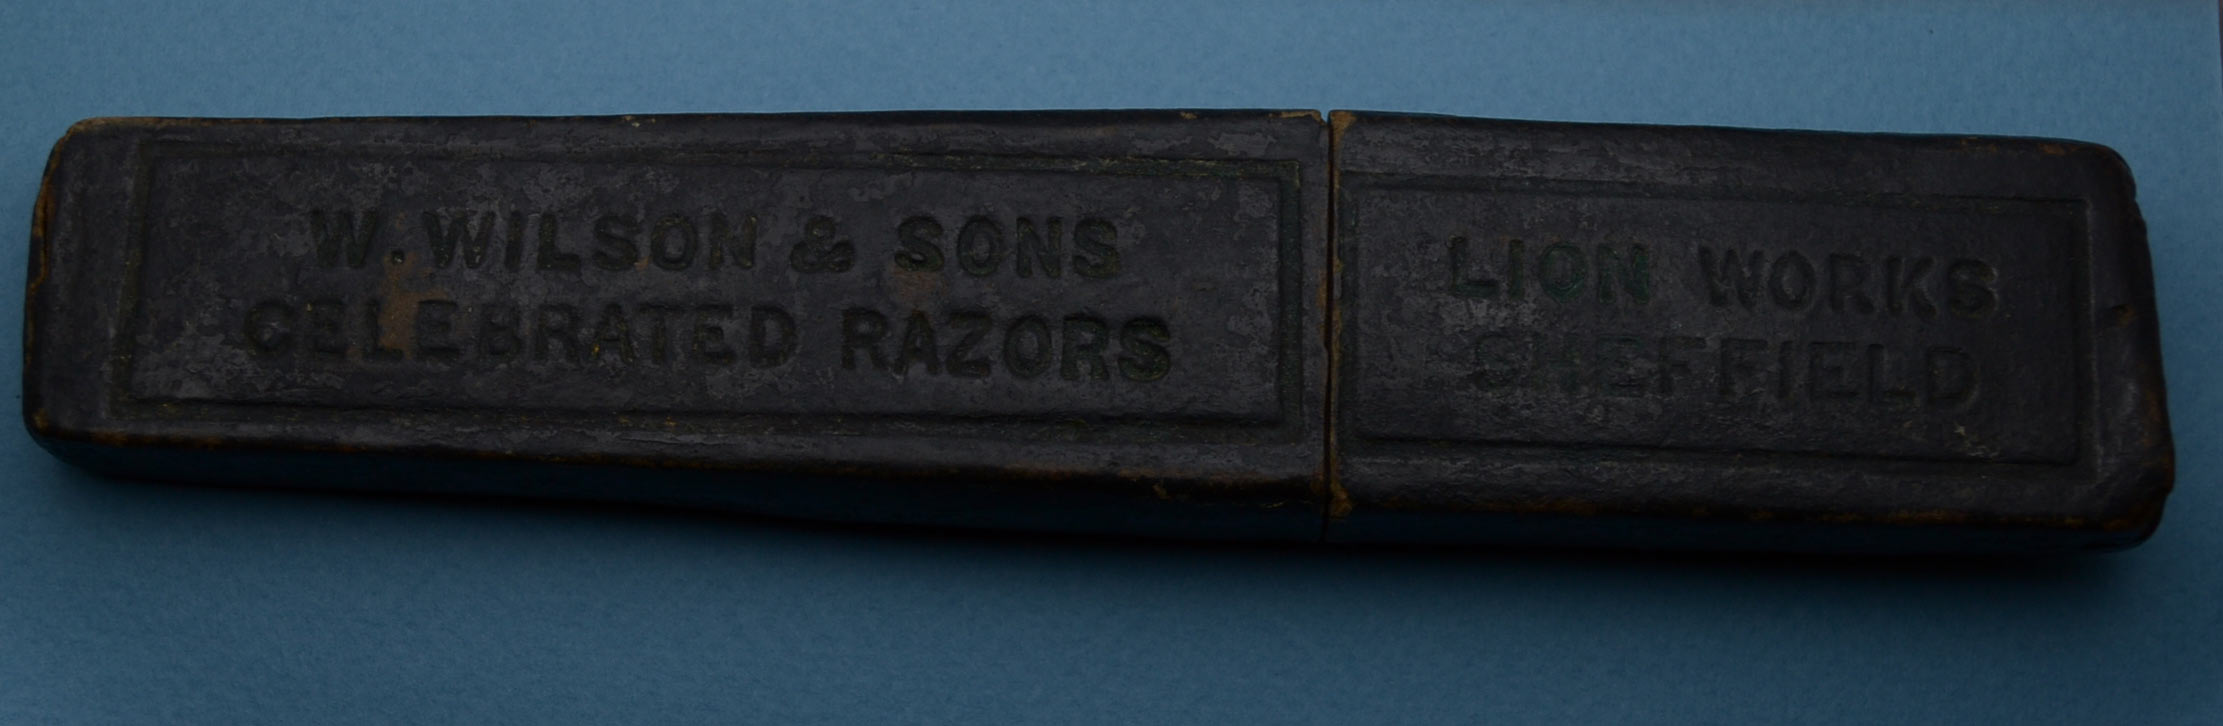 W. WILSON & SONS
CELEBRATED RAZORS
LION WORKS
SHEFFIELD